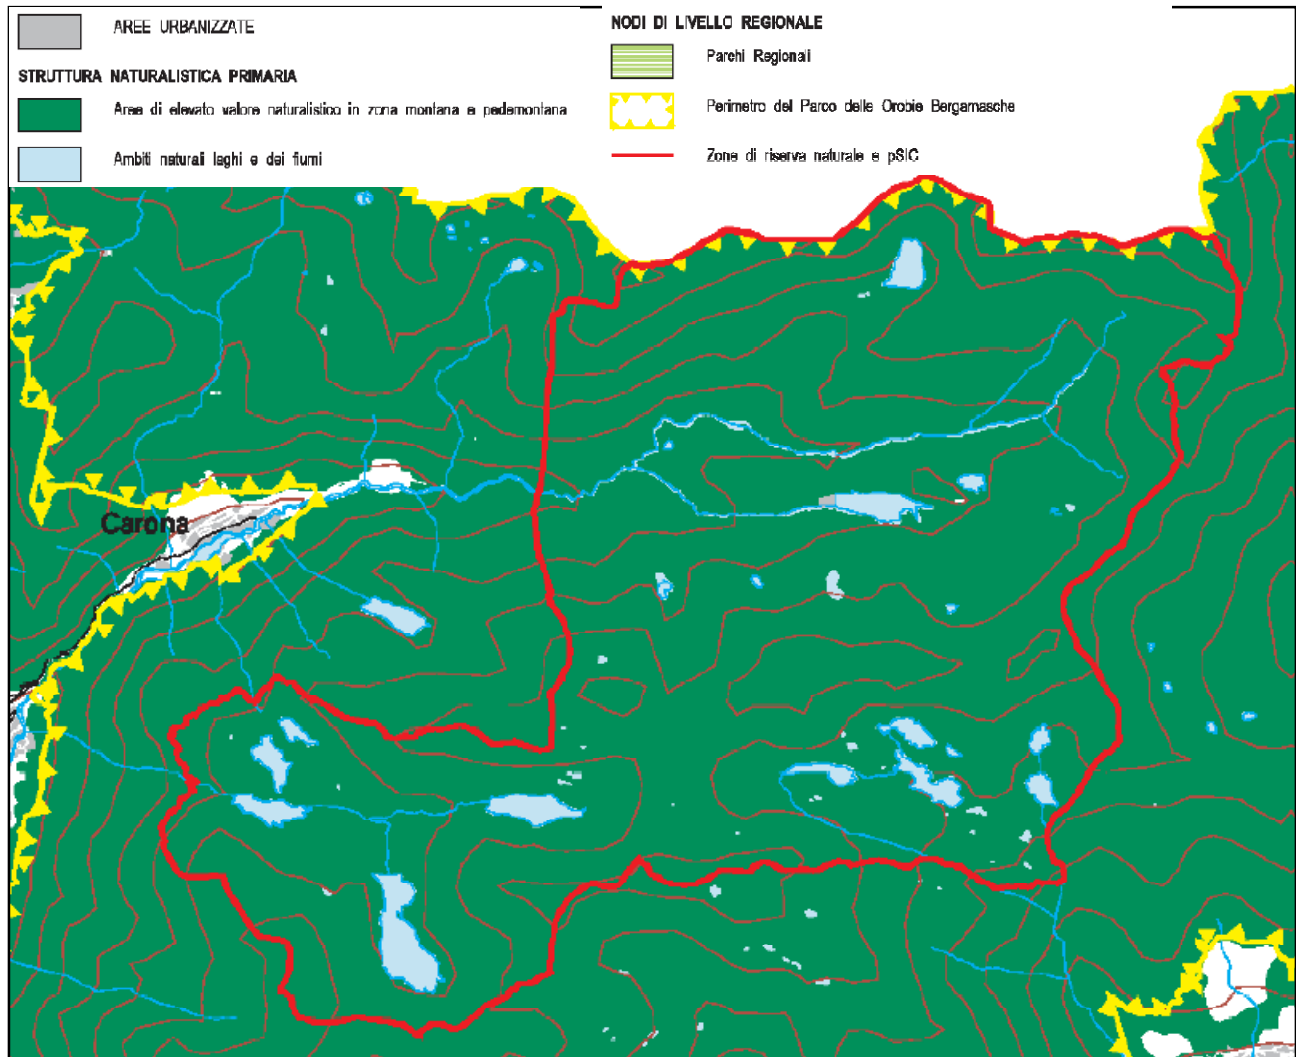 AREE URBANIZZATE
STRUTTURA NATURALISTICA PRIMARIA
Aree di elevato valore naturalistico in zona montana e pedemontana
Ambiti naturali laghi e dei fiumi
NODI DI LIVELLO REGIONALE
Parchi Regionali
Perimetro del Parco delle Orobie Bergamasche
Zone di riserva naturale e pSIC
Carona